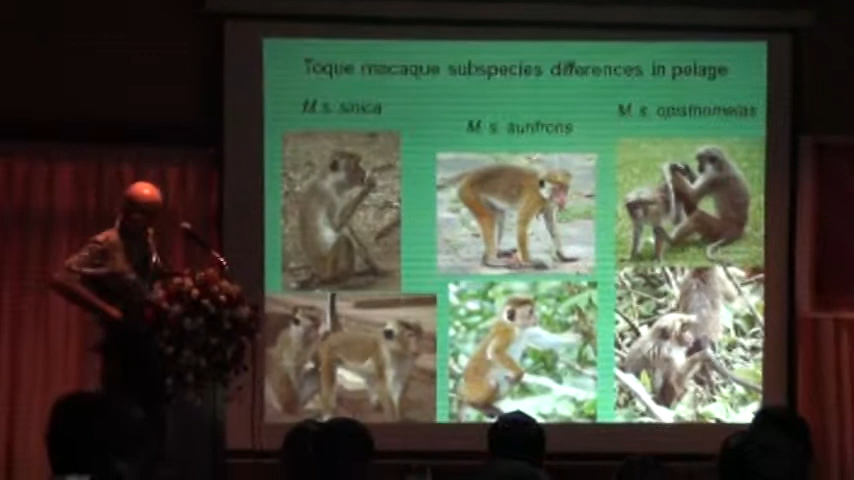 Toque macaque subspecies differences in pelage
M. s. sinica
M. s. aurifrons
M. s. opisthomelas